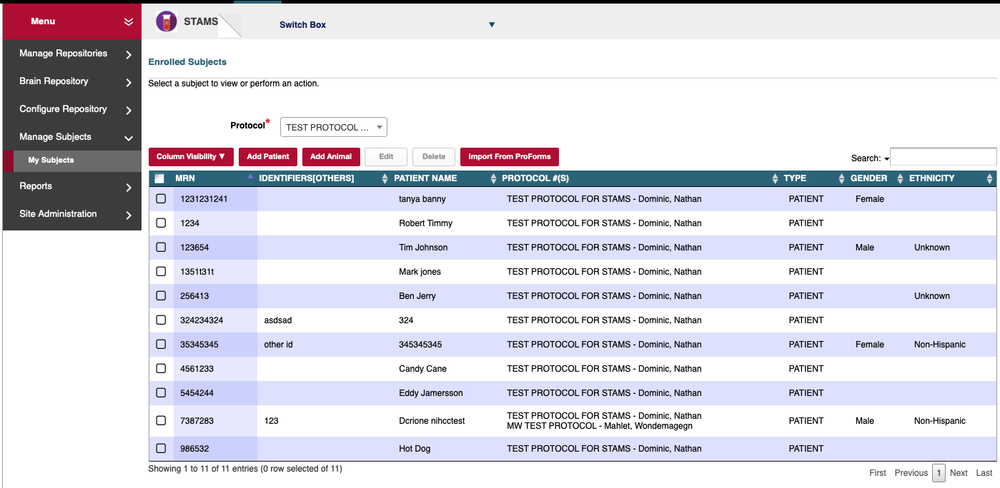 Menu
STAMS
Switch Box
Manage Repositories
Brain Repository
Configure Repository
Manage Subjects
My Subjects
Reports
Site Administration
Enrolled Subjects
Select a subject to view or perform an action.
Protocol* TEST PROTOCOL ...
Column Visibility ▼ Add Patient Add Animal Edit Delete Import From ProForms Search:
MRN IDENTIFIERS[OTHERS] PATIENT NAME PROTOCOL #(S) TYPE GENDER ETHNICITY
1231231241 tanya banny TEST PROTOCOL FOR STAMS - Dominic, Nathan PATIENT Female
1234 Robert Timmy TEST PROTOCOL FOR STAMS - Dominic, Nathan PATIENT
123654 Tim Johnson TEST PROTOCOL FOR STAMS - Dominic, Nathan PATIENT Male Unknown
1351t31t Mark jones TEST PROTOCOL FOR STAMS - Dominic, Nathan PATIENT
256413 Ben Jerry TEST PROTOCOL FOR STAMS - Dominic, Nathan PATIENT Unknown
324234324 asdsad 324 TEST PROTOCOL FOR STAMS - Dominic, Nathan PATIENT
35345345 other id 345345345 TEST PROTOCOL FOR STAMS - Dominic, Nathan PATIENT Female Non-Hispanic
4561233 Candy Cane TEST PROTOCOL FOR STAMS - Dominic, Nathan PATIENT
5454244 Eddy Jamersson TEST PROTOCOL FOR STAMS - Dominic, Nathan PATIENT
7387283 123 Dcrione nihcctest TEST PROTOCOL FOR STAMS - Dominic, Nathan PATIENT Male Non-Hispanic
MW TEST PROTOCOL - Mahlet, Wondemagegn
986532 Hot Dog TEST PROTOCOL FOR STAMS - Dominic, Nathan PATIENT
Showing 1 to 11 of 11 entries (0 row selected of 11)
First Previous 1 Next Last